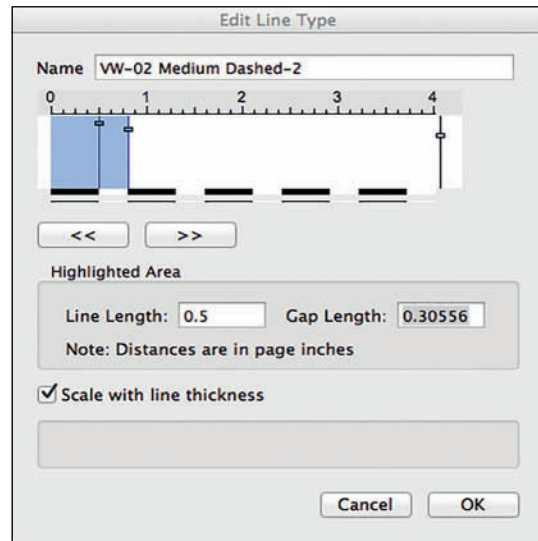 Edit Line Type
Name VW-02 Medium Dashed-2
0 1 2 3 4
<< >>
Highlighted Area
Line Length: 0.5 Gap Length: 0.30556
Note: Distances are in page inches
Scale with line thickness
Cancel OK